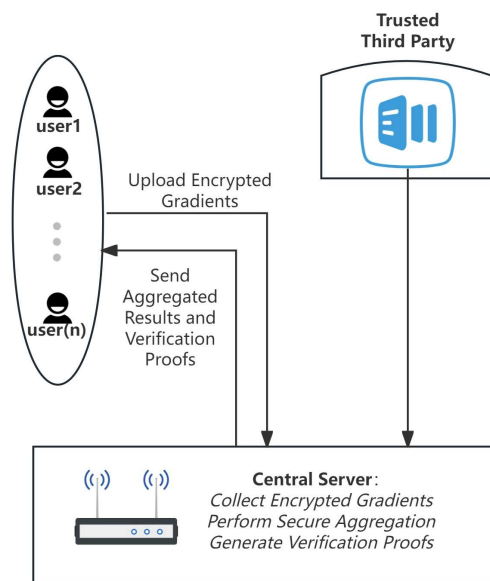 Trusted
Third Party
user1
user2
user(n)
Upload Encrypted
Gradients
Send
Aggregated
Results and
Verification
Proofs
Central Server:
Collect Encrypted Gradients
Perform Secure Aggregation
Generate Verification Proofs